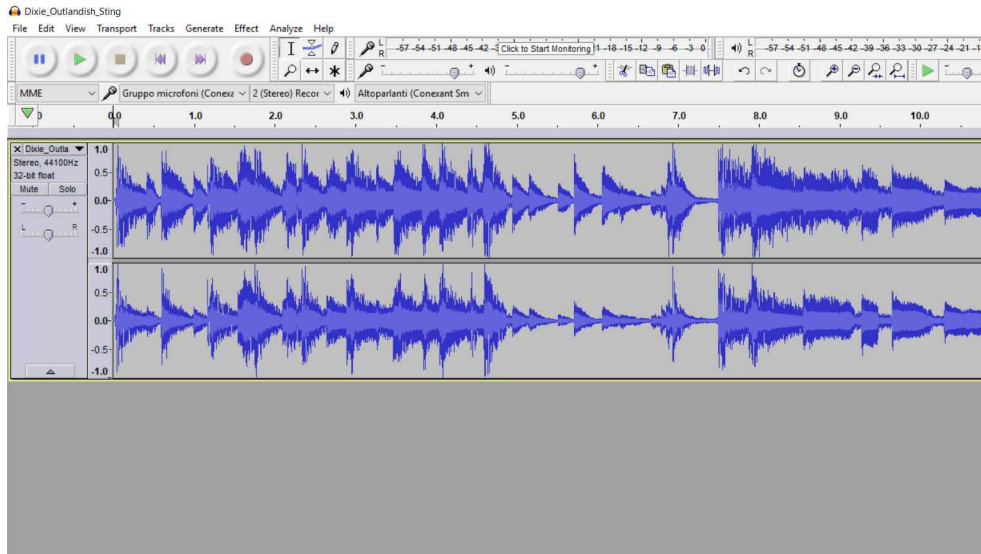 Dixie_Outlandish_Sting
File Edit View Transport Tracks Generate Effect Analyze Help
L R -57 -54 -51 -48 -45 -42 -3 Click to Start Monitoring 1 -18 -15 -12 -9 -6 -3 0 L R -57 -54 -51 -48 -45 -42 -39 -36 -33 -30 -27 -24 -21 -1
- + - + -
MME Gruppo microfoni (Conexa 2 (Stereo) Recor Altoparlanti (Conexant Sm
0 0,0 1.0 2.0 3.0 4.0 5.0 6.0 7.0 8.0 9.0 10.0
X Dixie_Outla
Stereo, 44100Hz
32-bit float
Mute Solo
- +
L R
1.0
0.5
0.0
-0.5
-1.0
1.0
0.5
0.0
-0.5
-1.0